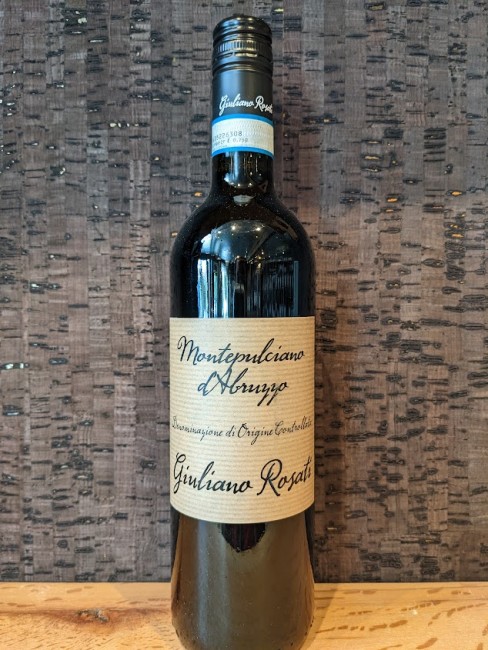 Giuliano Rosati
Montepulciano
d'Abruzzo
Denominazione di Origine Controllata
Giuliano Rosati